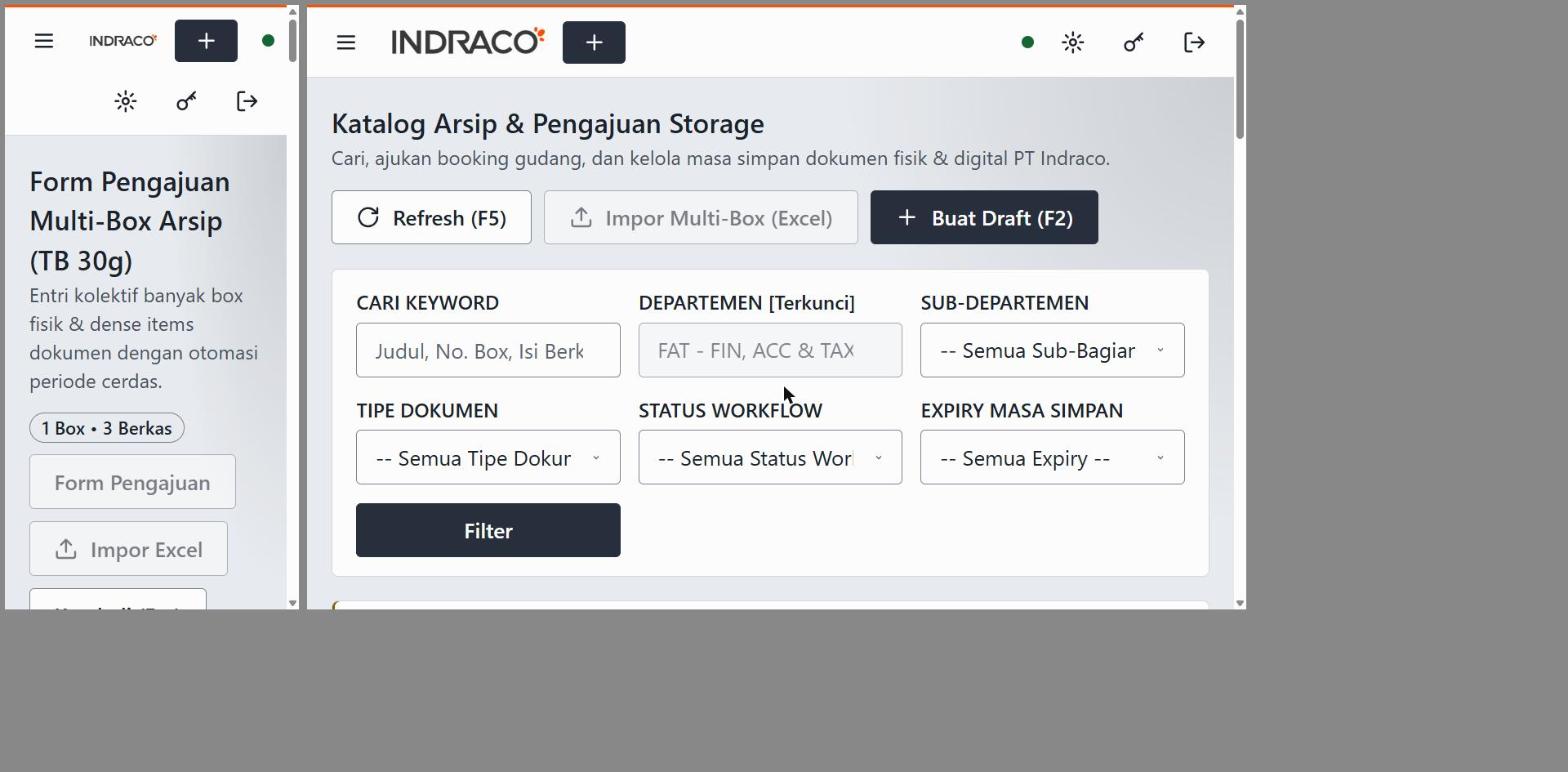 INDRACO
Form Pengajuan
Multi-Box Arsip
(TB 30g)
Entri kolektif banyak box
fisik & dense items
dokumen dengan otomasi
periode cerdas.
1 Box • 3 Berkas
Form Pengajuan
Impor Excel
INDRACO
Katalog Arsip & Pengajuan Storage
Cari, ajukan booking gudang, dan kelola masa simpan dokumen fisik & digital PT Indraco.
Refresh (F5) Impor Multi-Box (Excel) Buat Draft (F2)
CARI KEYWORD DEPARTEMEN [Terkunci] SUB-DEPARTEMEN
Judul, No. Box, Isi Berk FAT - FIN, ACC & TAX -- Semua Sub-Bagiar
TIPE DOKUMEN STATUS WORKFLOW EXPIRY MASA SIMPAN
-- Semua Tipe Dokur -- Semua Status Worl -- Semua Expiry --
Filter